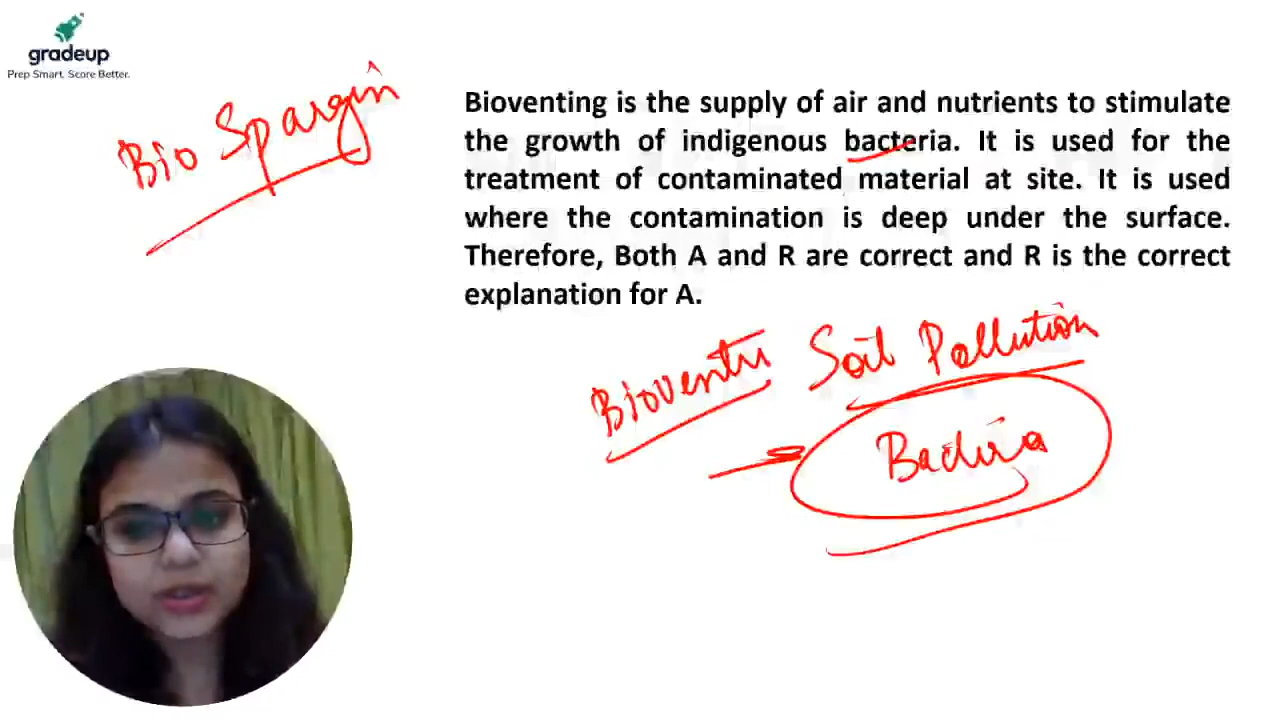 gradeup
Prep Smart. Score Better.
Bio Spargin
Bioventing is the supply of air and nutrients to stimulate
the growth of indigenous bacteria. It is used for the
treatment of contaminated material at site. It is used
where the contamination is deep under the surface.
Therefore, Both A and R are correct and R is the correct
explanation for A.
Soil Pollution